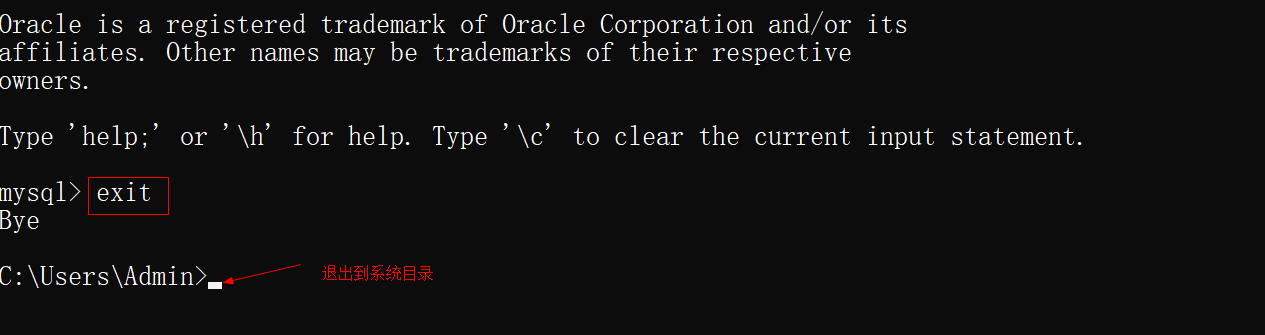 Oracle is a registered trademark of Oracle Corporation and/or its
affiliates. Other names may be trademarks of their respective
owners.
Type 'help;' or '\h' for help. Type '\c' to clear the current input statement.
mysql> exit
Bye
C:\Users\Admin>
退出到系统目录